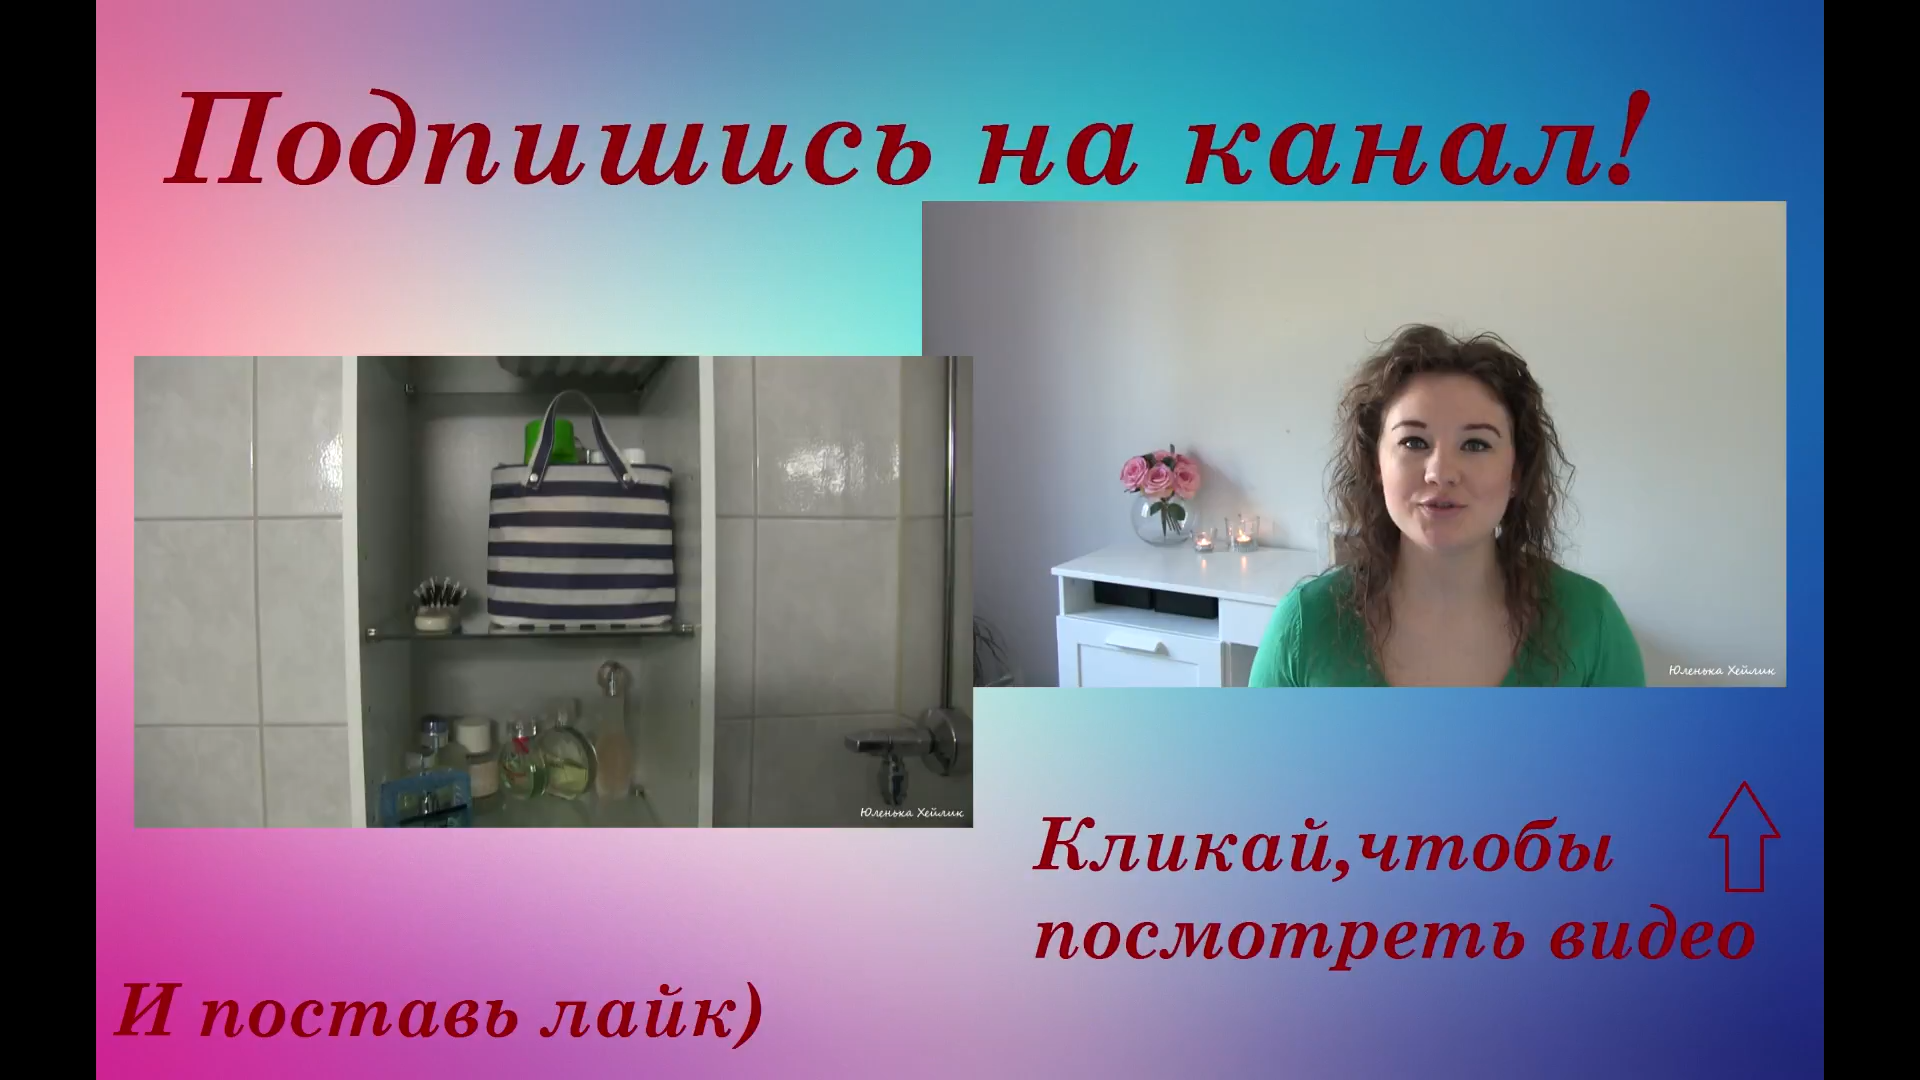 Подпишись на канал!
Юленька Хейлик
Юленька Хейлик
Кликай,чтобы
посмотреть видео
И поставь лайк)